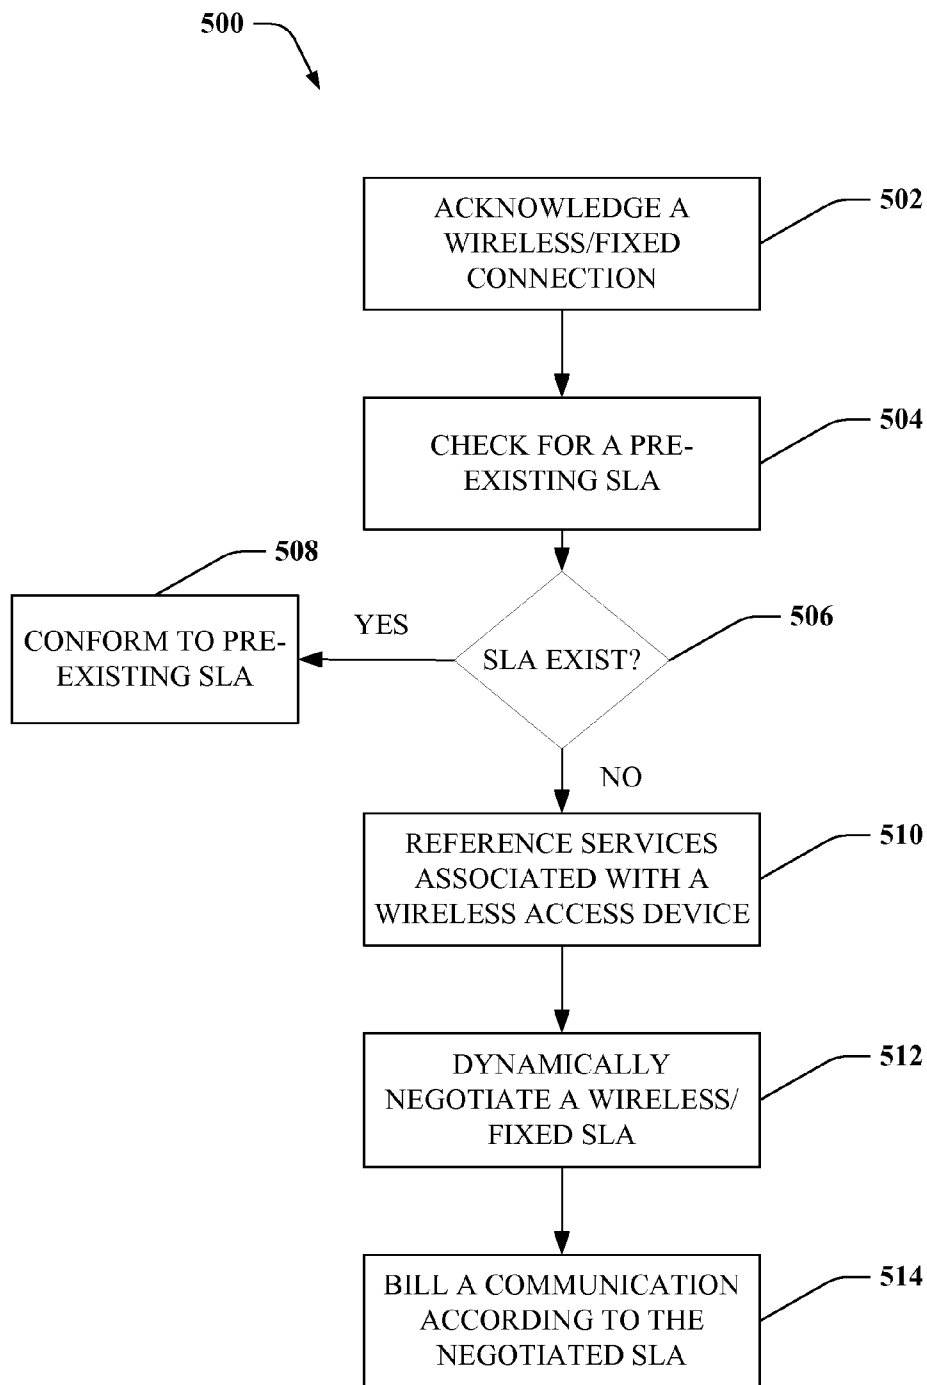 500
ACKNOWLEDGE A
WIRELESS/FIXED
CONNECTION
502
CHECK FOR A PRE-
EXISTING SLA
504
508
CONFORM TO PRE-
EXISTING SLA
YES
SLA EXIST?
506
NO
REFERENCE SERVICES
ASSOCIATED WITH A
WIRELESS ACCESS DEVICE
510
DYNAMICALLY
NEGOTIATE A WIRELESS/
FIXED SLA
512
BILL A COMMUNICATION
ACCORDING TO THE
NEGOTIATED SLA
514